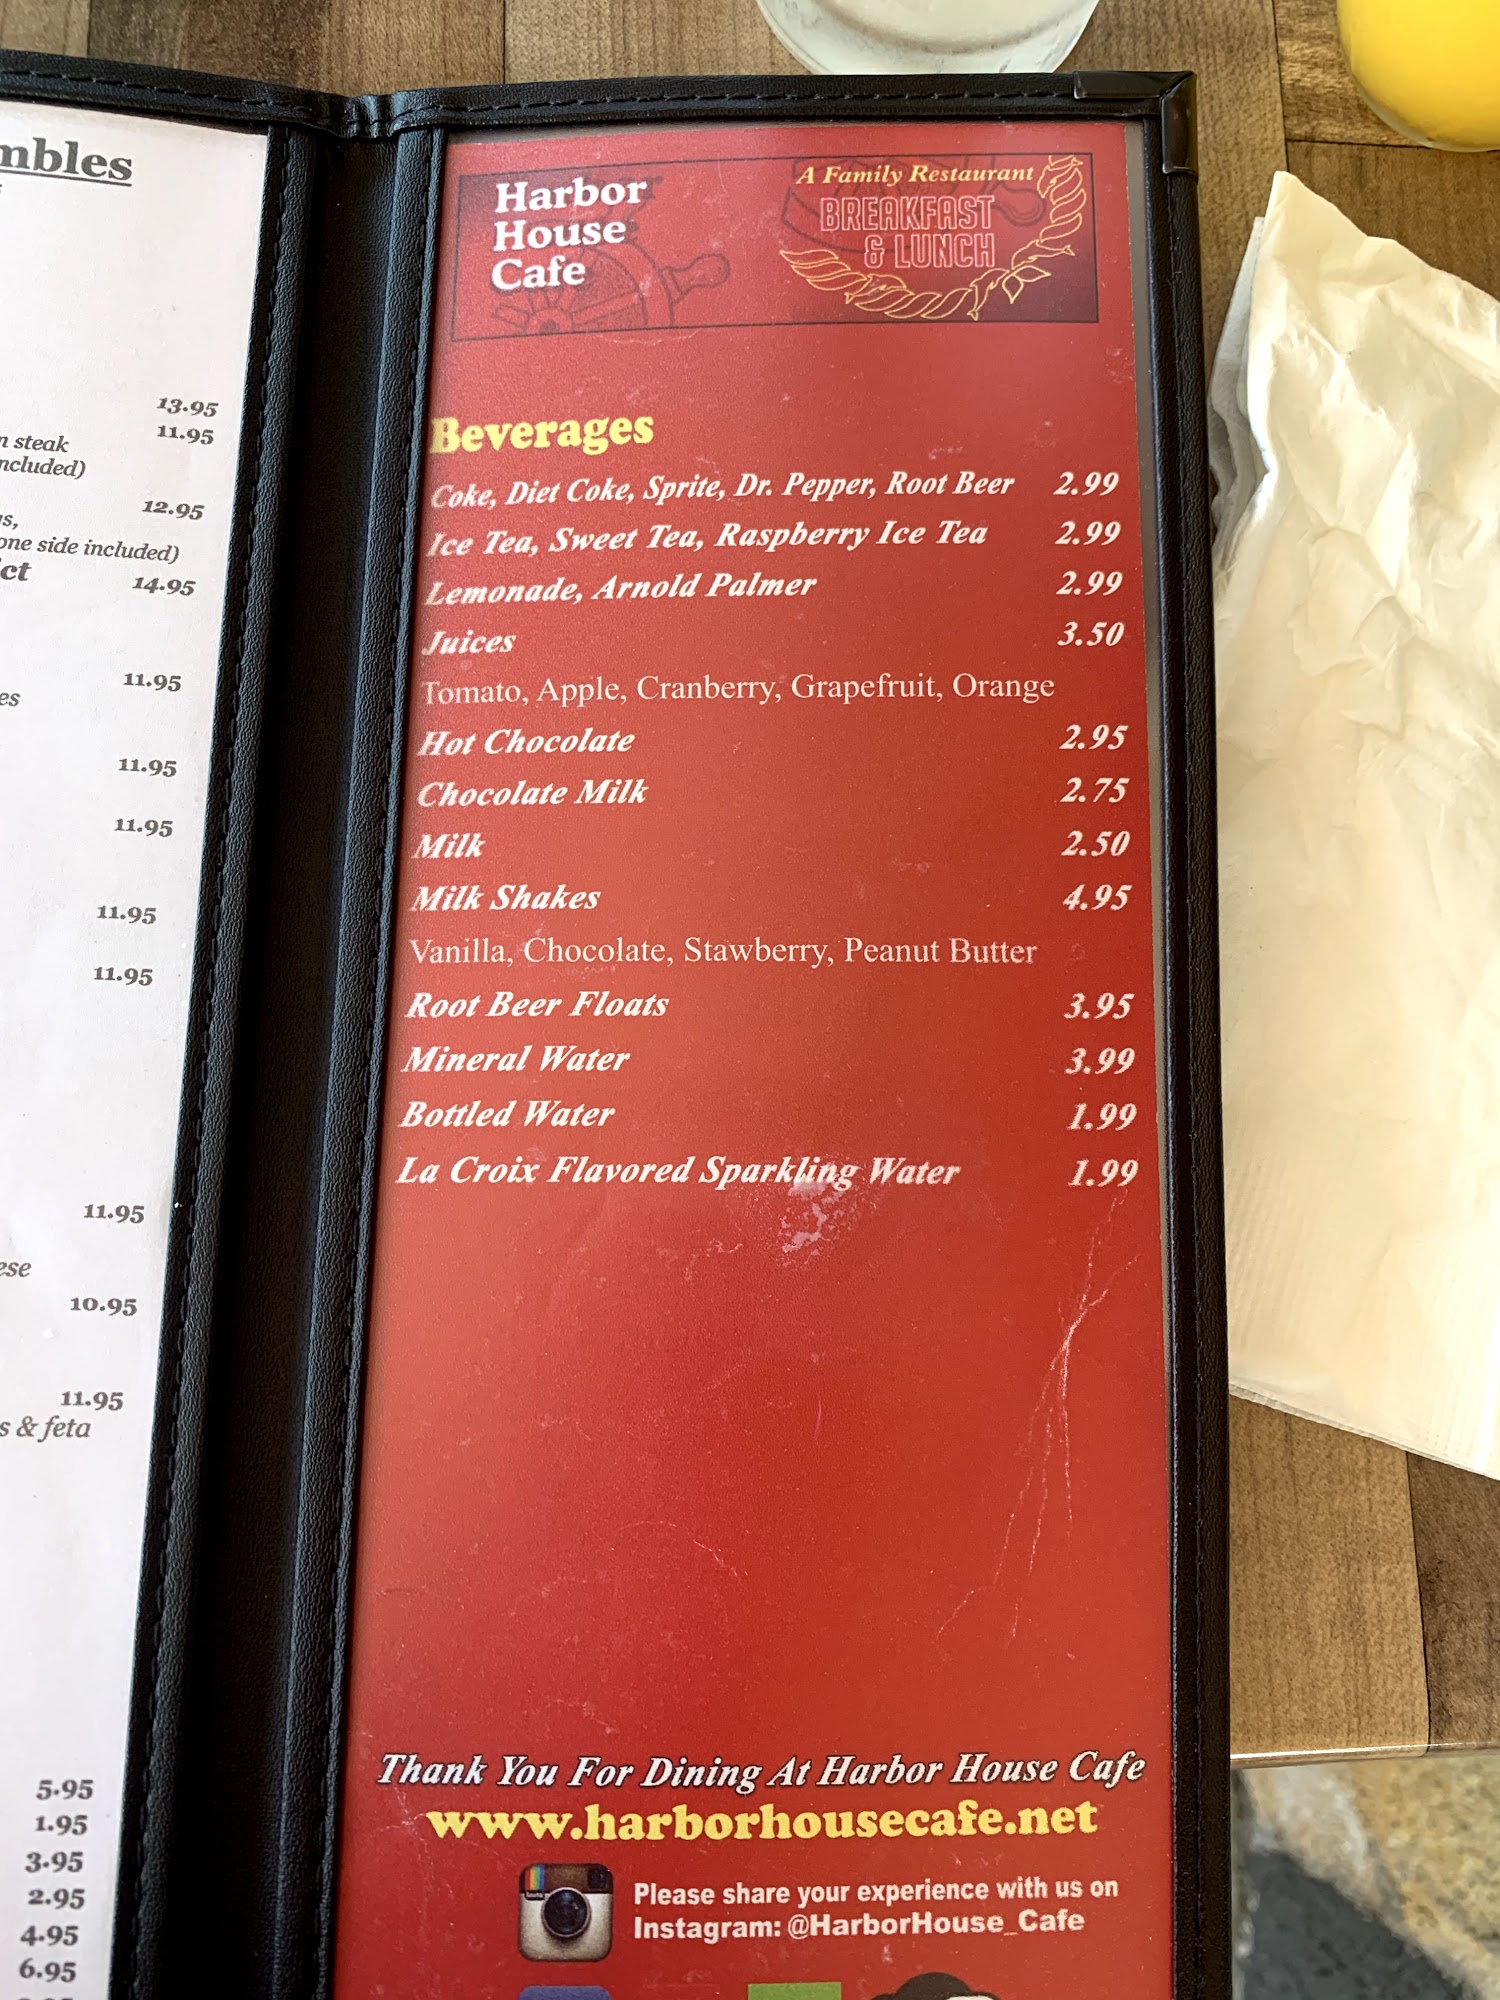 mbles
13.95
11.95
n steak
ncluded)
12.95
one side included)
14.95
11.95
11.95
11.95
11.95
11.95
11.95
10.95
11.95
s & feta
5.95
1.95
3.95
2.95
4.95
6.95
Harbor
House
Cafe
A Family Restaurant
BREAKFAST
& LUNCH
Beverages
Coke, Diet Coke, Sprite, Dr. Pepper, Root Beer 2.99
Ice Tea, Sweet Tea, Raspberry Ice Tea 2.99
Lemonade, Arnold Palmer 2.99
Juices 3.50
Tomato, Apple, Cranberry, Grapefruit, Orange
Hot Chocolate 2.95
Chocolate Milk 2.75
Milk 2.50
Milk Shakes 4.95
Vanilla, Chocolate, Stawberry, Peanut Butter
Root Beer Floats 3.95
Mineral Water 3.99
Bottled Water 1.99
La Croix Flavored Sparkling Water 1.99
Thank You For Dining At Harbor House Cafe
www.harborhousecafe.net
Please share your experience with us on
Instagram: @HarborHouse_Cafe